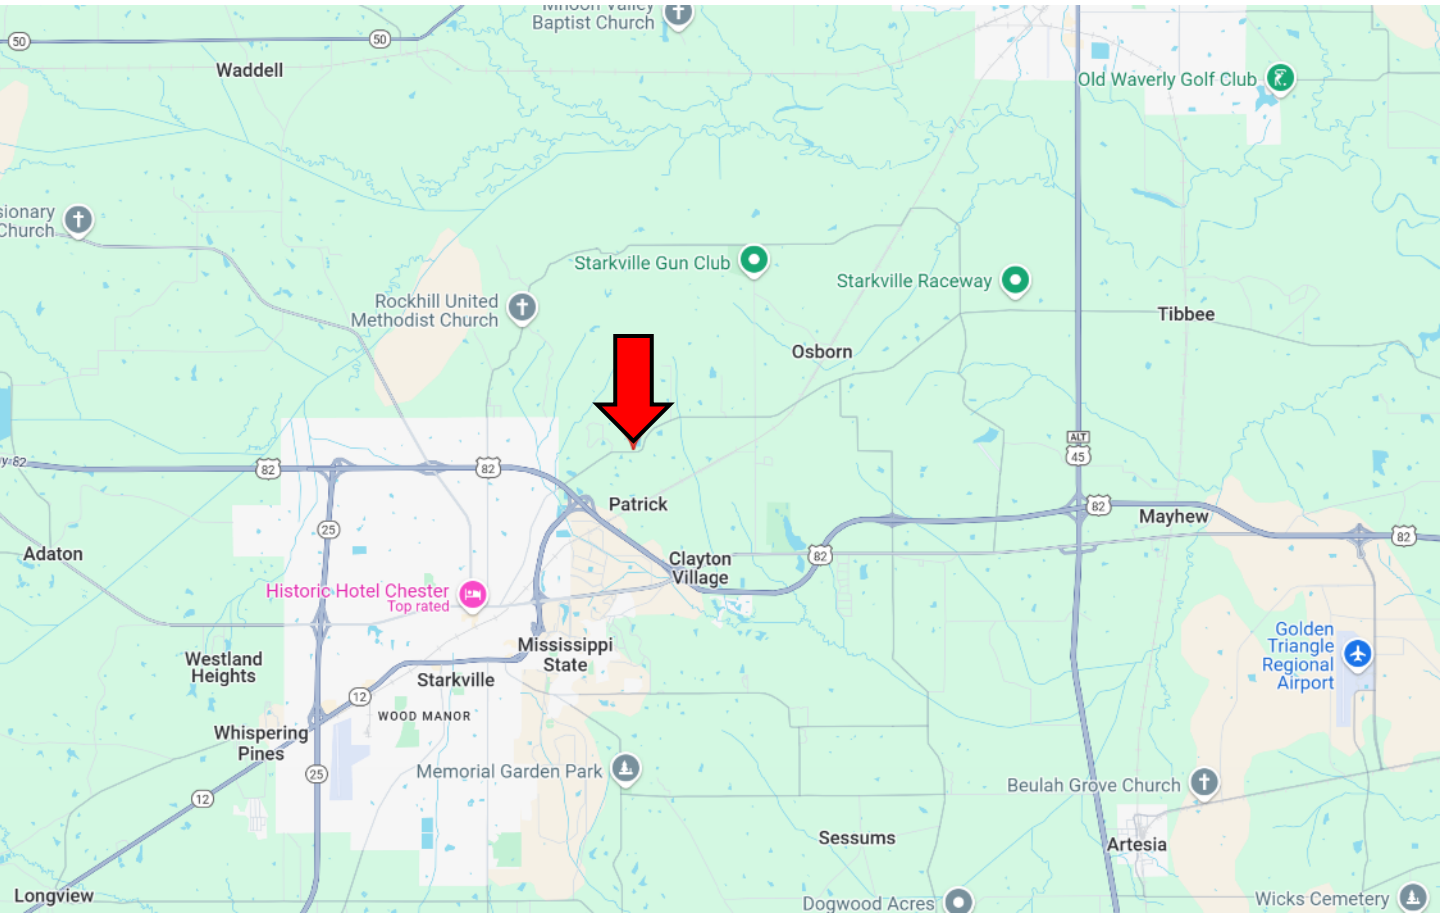 Baptist Church
50
50
Waddell
Old Waverly Golf Club
sionary
Church
Starkville Gun Club
Starkville Raceway
Rockhill United
Methodist Church
Tibbee
Osborn
ALT
45
y 82
82
82
Patrick
82
Mayhew
82
25
Adaton
Clayton
Village
82
Historic Hotel Chester
Top rated
Golden
Triangle
Regional
Airport
Mississippi
State
Westland
Heights
Starkville
12
WOOD MANOR
Whispering
Pines
25
Memorial Garden Park
12
Beulah Grove Church
Sessums
Artesia
Longview
Dogwood Acres
Wicks Cemetery